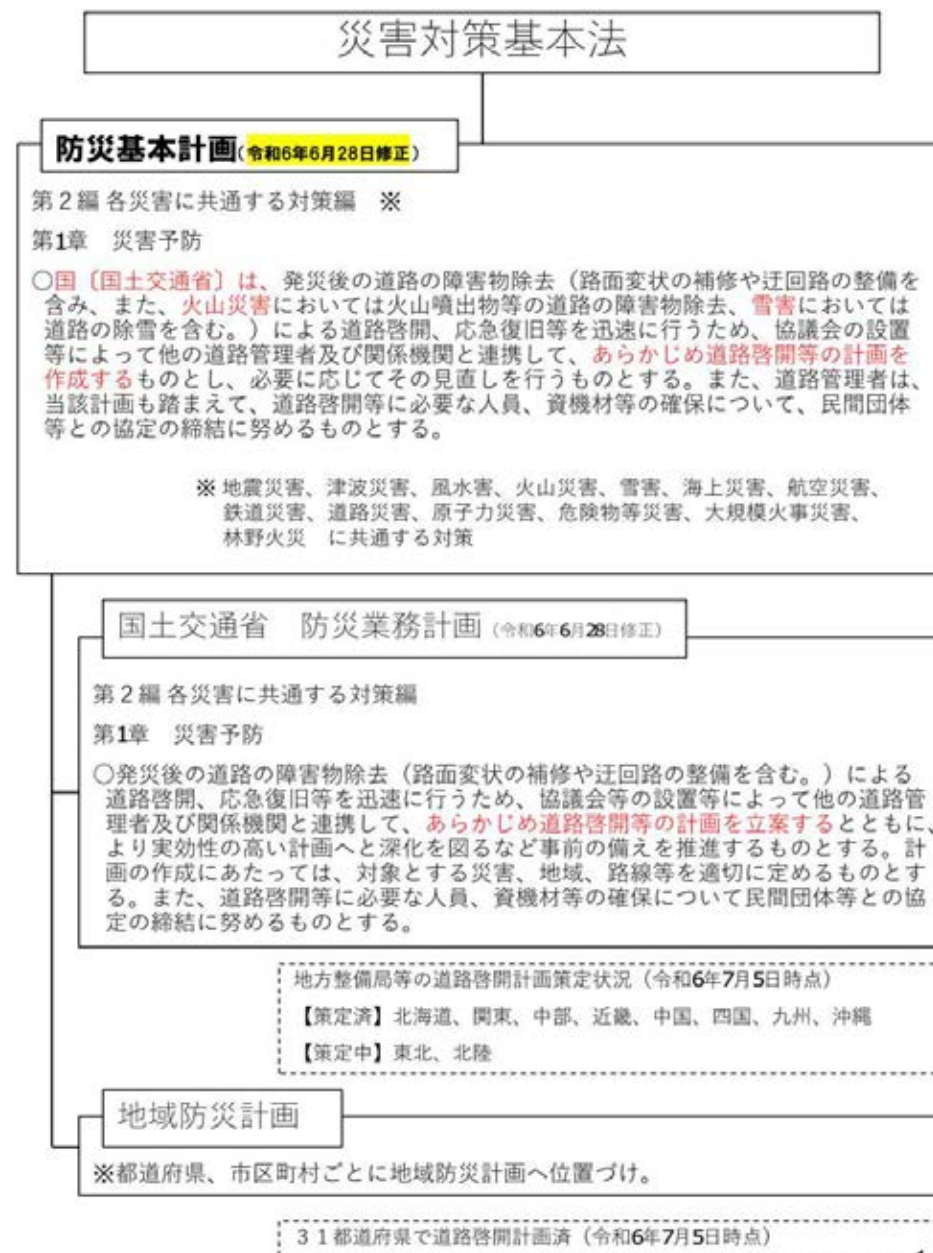 災害対策基本法
防災基本計画(令和6年6月28日修正)
第2編 各災害に共通する対策編　※
第1章　災害予防
○国〔国土交通省〕は、発災後の道路の障害物除去（路面変状の補修や迂回路の整備を
含み、また、火山災害においては火山噴出物等の道路の障害物除去、雪害においては
道路の除雪を含む。）による道路啓開、応急復旧等を迅速に行うため、協議会の設置
等によって他の道路管理者及び関係機関と連携して、あらかじめ道路啓開等の計画を
作成するものとし、必要に応じてその見直しを行うものとする。また、道路管理者は、
当該計画も踏まえて、道路啓開等に必要な人員、資機材等の確保について、民間団体
等との協定の締結に努めるものとする。
※ 地震災害、津波災害、風水害、火山災害、雪害、海上災害、航空災害、
鉄道災害、道路災害、原子力災害、危険物等災害、大規模火事災害、
林野火災　に共通する対策
国土交通省　防災業務計画（令和6年6月28日修正）
第2編 各災害に共通する対策編
第1章　災害予防
○発災後の道路の障害物除去（路面変状の補修や迂回路の整備を含む。）による
道路啓開、応急復旧等を迅速に行うため、協議会等の設置等によって他の道路管
理者及び関係機関と連携して、あらかじめ道路啓開等の計画を立案するとともに、
より実効性の高い計画へと深化を図るなど事前の備えを推進するものとする。計
画の作成にあたっては、対象とする災害、地域、路線等を適切に定めるものとす
る。また、道路啓開等に必要な人員、資機材等の確保について民間団体等との協
定の締結に努めるものとする。
地方整備局等の道路啓開計画策定状況（令和6年7月5日時点）
【策定済】北海道、関東、中部、近畿、中国、四国、九州、沖縄
【策定中】東北、北陸
地域防災計画
※都道府県、市区町村ごとに地域防災計画へ位置づけ。
３１都道府県で道路啓開計画済（令和6年7月5日時点）